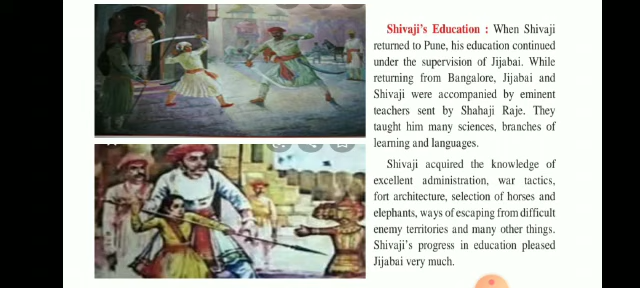 Shivaji's Education : When Shivaji
returned to Pune, his education continued
under the supervision of Jijabai. While
returning from Bangalore, Jijabai and
Shivaji were accompanied by eminent
teachers sent by Shahaji Raje. They
taught him many sciences, branches of
learning and languages.
Shivaji acquired the knowledge of
excellent administration, war tactics,
fort architecture, selection of horses and
elephants, ways of escaping from difficult
enemy territories and many other things.
Shivaji's progress in education pleased
Jijabai very much.